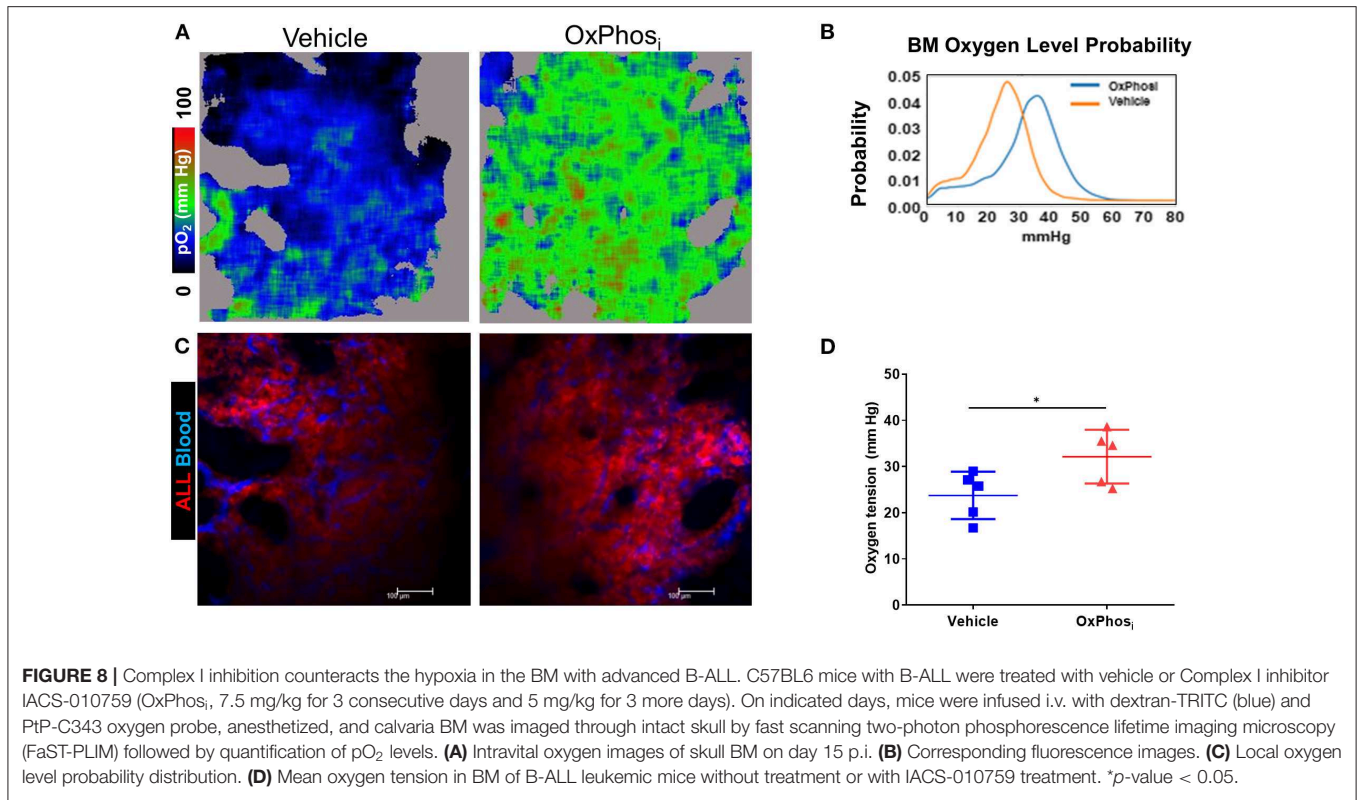 A
Vehicle
OxPhosi
0 pO2 (mm Hg) 100
B
BM Oxygen Level Probability
OxPhosI
Vehicle
Probability
0.05
0.04
0.03
0.02
0.01
0.00
0 10 20 30 40 50 60 70 80
mmHg
C
ALL Blood
100 µm
100 µm
D
Oxygen tension (mm Hg)
50
40
30
20
10
0
*
Vehicle
OxPhosi
FIGURE 8 | Complex I inhibition counteracts the hypoxia in the BM with advanced B-ALL. C57BL6 mice with B-ALL were treated with vehicle or Complex I inhibitor
IACS-010759 (OxPhosi, 7.5 mg/kg for 3 consecutive days and 5 mg/kg for 3 more days). On indicated days, mice were infused i.v. with dextran-TRITC (blue) and
PtP-C343 oxygen probe, anesthetized, and calvaria BM was imaged through intact skull by fast scanning two-photon phosphorescence lifetime imaging microscopy
(FaST-PLIM) followed by quantification of pO2 levels. (A) Intravital oxygen images of skull BM on day 15 p.i. (B) Corresponding fluorescence images. (C) Local oxygen
level probability distribution. (D) Mean oxygen tension in BM of B-ALL leukemic mice without treatment or with IACS-010759 treatment. *p-value < 0.05.